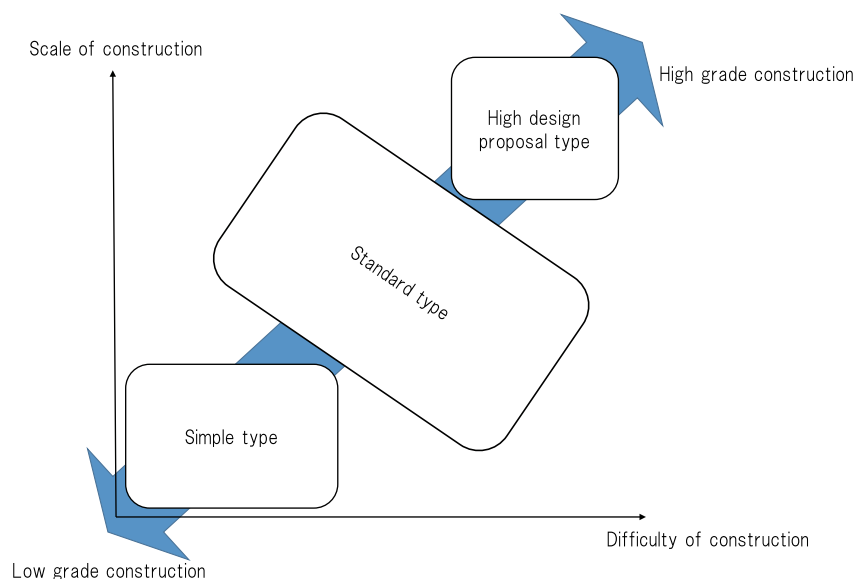 Scale of construction
High grade construction
High design
proposal type
Standard type
Simple type
Difficulty of construction
Low grade construction